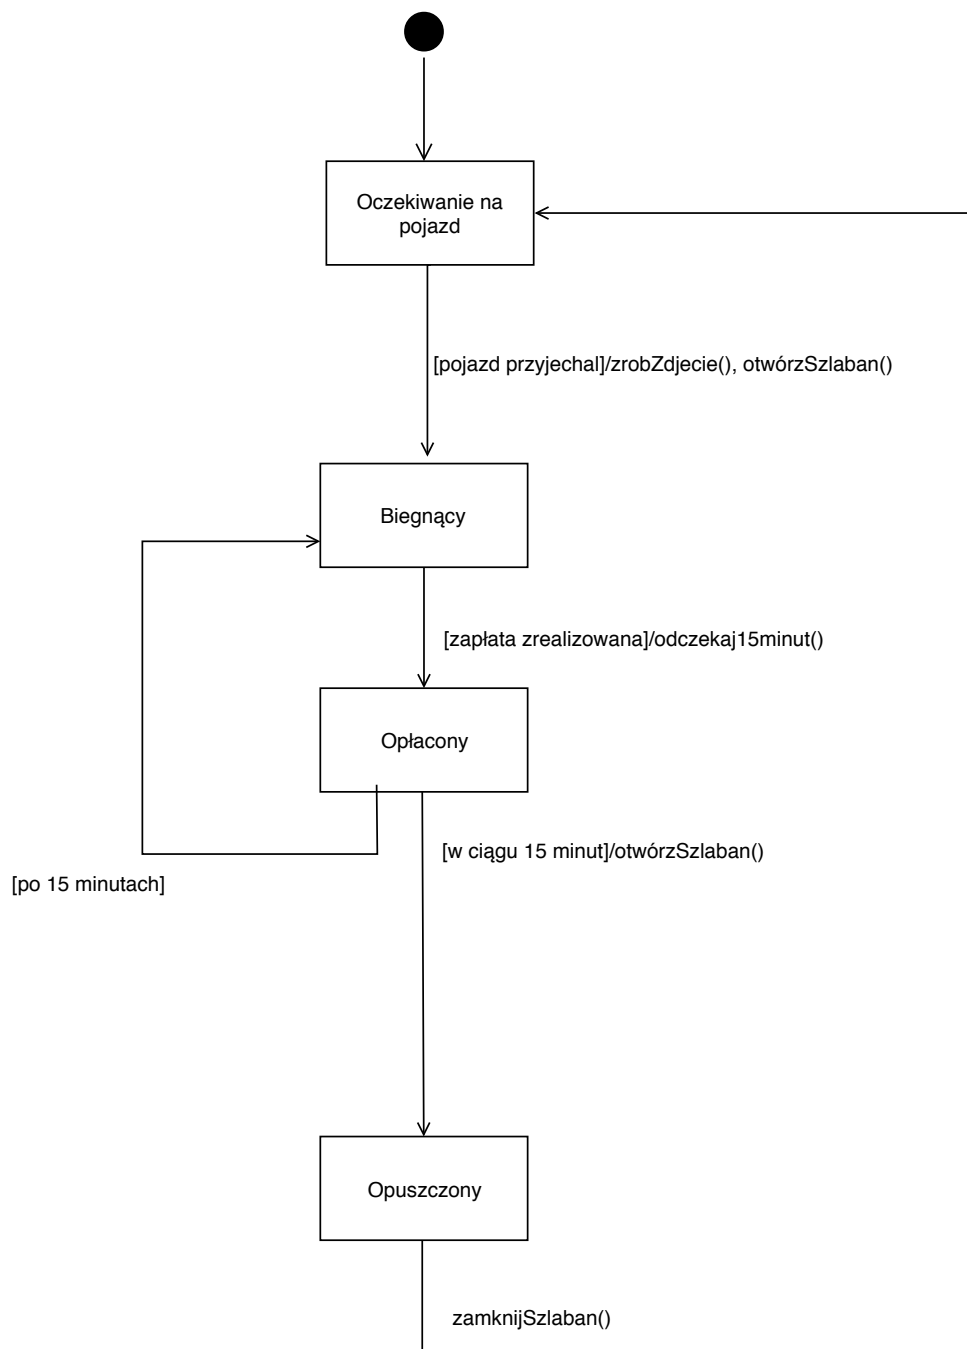 Oczekiwanie na
pojazd
[pojazd przyjechal]/zrobZdjecie(), otwórzSzlaban()
Biegnący
[zapłata zrealizowana]/odczekaj15minut()
Opłacony
[w ciągu 15 minut]/otwórzSzlaban()
[po 15 minutach]
Opuszczony
zamknijSzlaban()